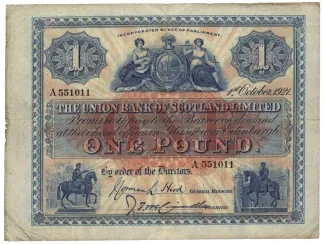 INCORPORATED BY ACT OF PARLIAMENT.
1 1
A 551011
1st October, 1921.
THE UNION BANK OF SCOTLAND LIMITED
Promise to pay to the Bearer on demand
at their head offices in Glasgow or Edinburgh
ONE POUND.
A 551011
By order of the Directors.
GENERAL MANAGER